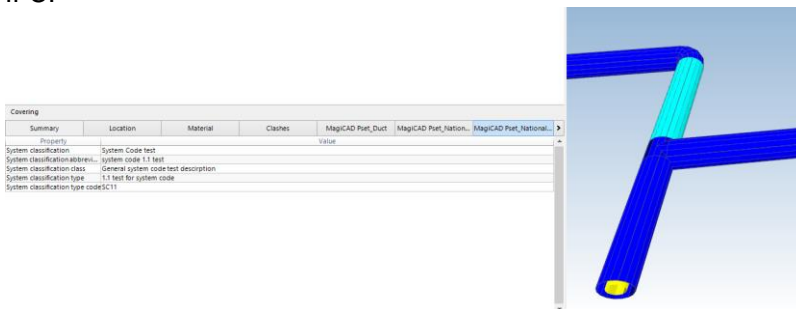 Covering
Summary Location Material Clashes MagiCAD Pset_Duct MagiCAD Pset_Nation... MagiCAD Pset_National...
Property Value
System classification System Code test
System classification abbrevi... system code 1.1 test
System classification class General system code test descirption
System classification type 1.1 test for system code
System classification type code SC11